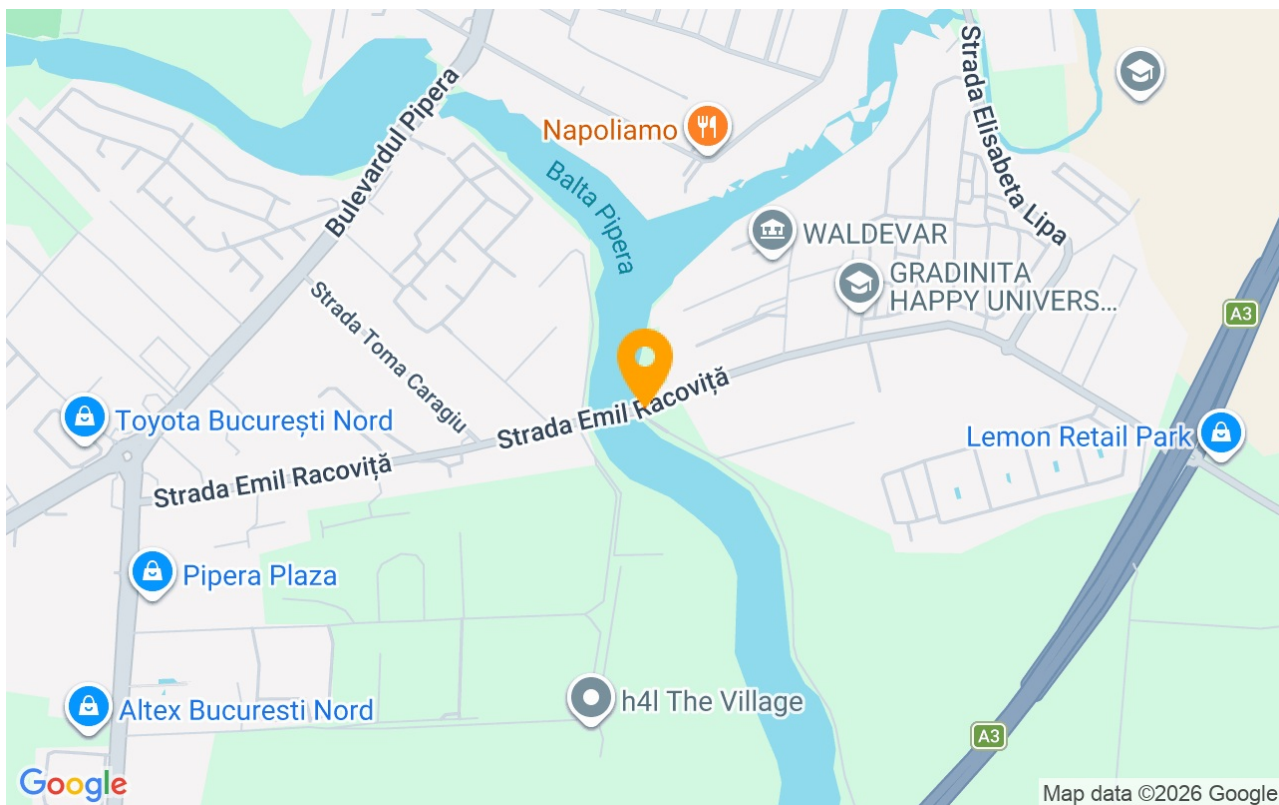 Bulevardul Pipera
Strada Elisabeta Lipa
Napoliamo
Balta Pipera
WALDEVAR
GRADINITA
HAPPY UNIVERS...
A3
Strada Toma Caragiu
Strada Emil Racoviță
Toyota București Nord
Lemon Retail Park
Strada Emil Racoviță
Pipera Plaza
h4l The Village
Altex Bucuresti Nord
A3
Google
Map data ©2026 Google